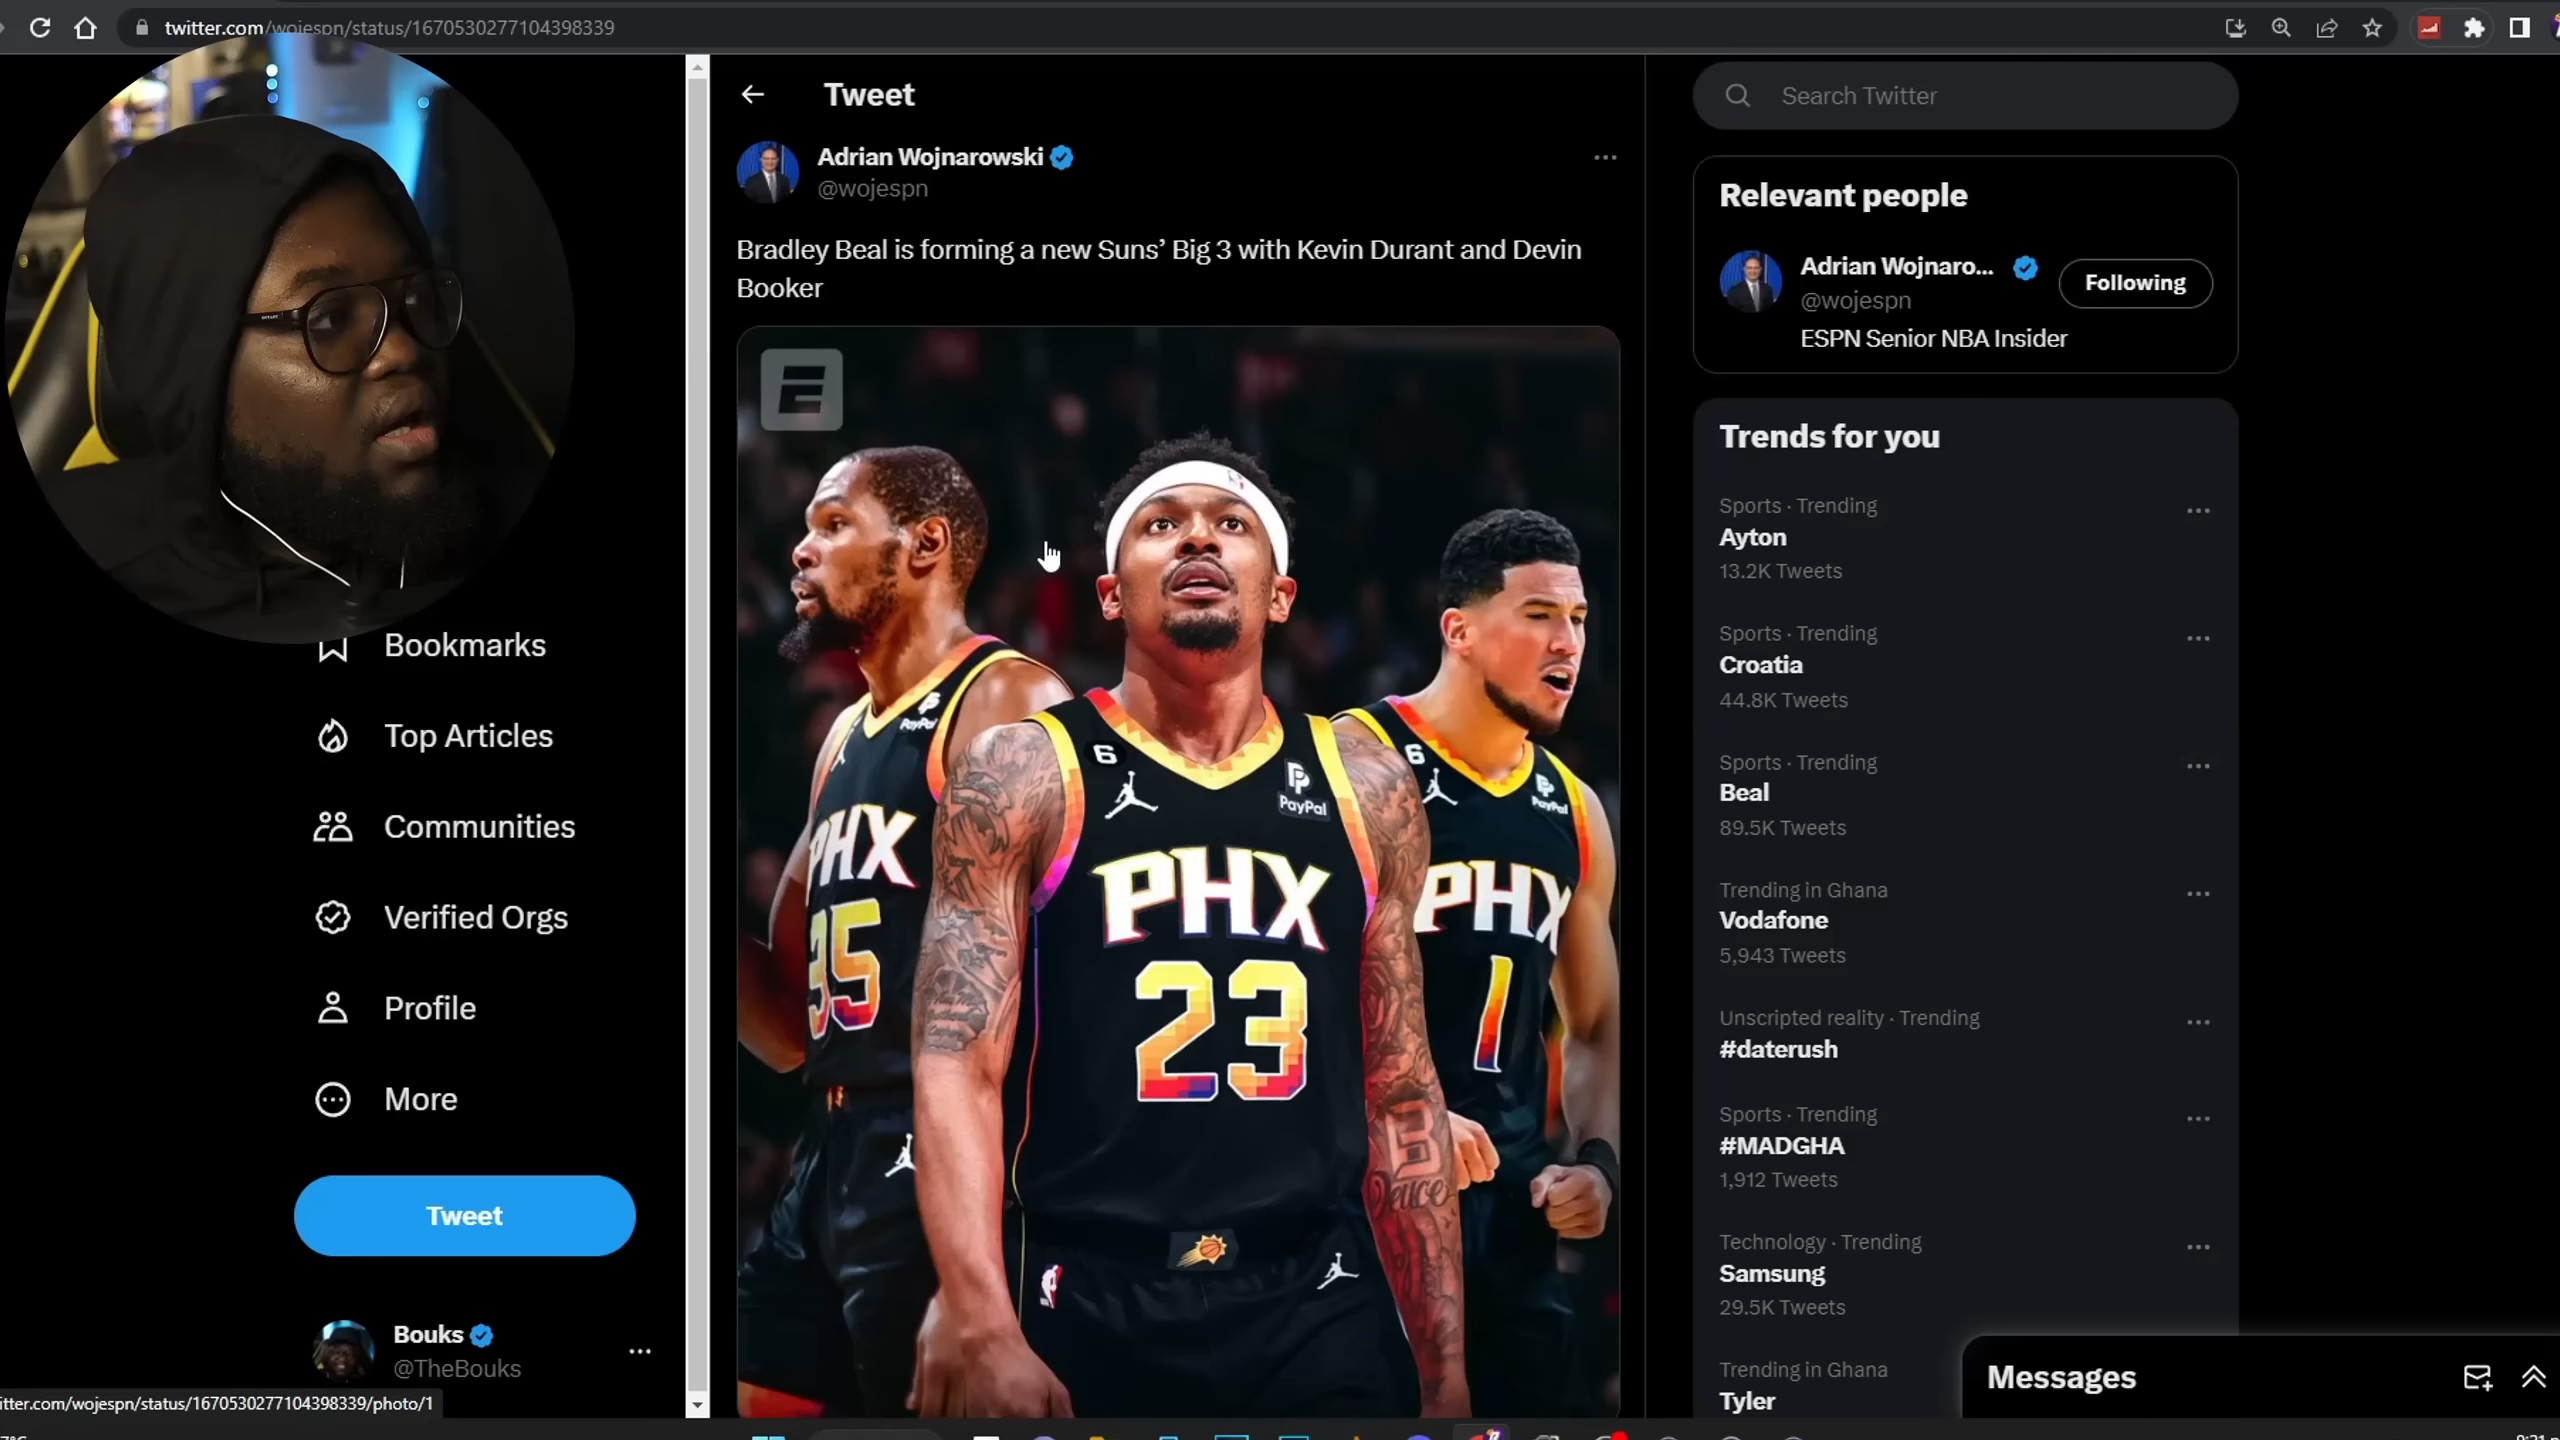 twitter.com/wojespn/status/1670530277104398339
Tweet
Adrian Wojnarowski
@wojespn
Bradley Beal is forming a new Suns’ Big 3 with Kevin Durant and Devin
Booker
E
PayPal
PHX
35
6
PayPal
PHX
23
B
Deuce
6
PayPal
PHX
1
Bookmarks
Top Articles
Communities
Verified Orgs
Profile
More
Tweet
Bouks
@TheBouks
itter.com/wojespn/status/1670530277104398339/photo/1
Search Twitter
Relevant people
Adrian Wojnaro...
@wojespn
Following
ESPN Senior NBA Insider
Trends for you
Sports · Trending
Ayton
13.2K Tweets
Sports · Trending
Croatia
44.8K Tweets
Sports · Trending
Beal
89.5K Tweets
Trending in Ghana
Vodafone
5,943 Tweets
Unscripted reality · Trending
#daterush
Sports · Trending
#MADGHA
1,912 Tweets
Technology · Trending
Samsung
29.5K Tweets
Trending in Ghana
Tyler
Messages